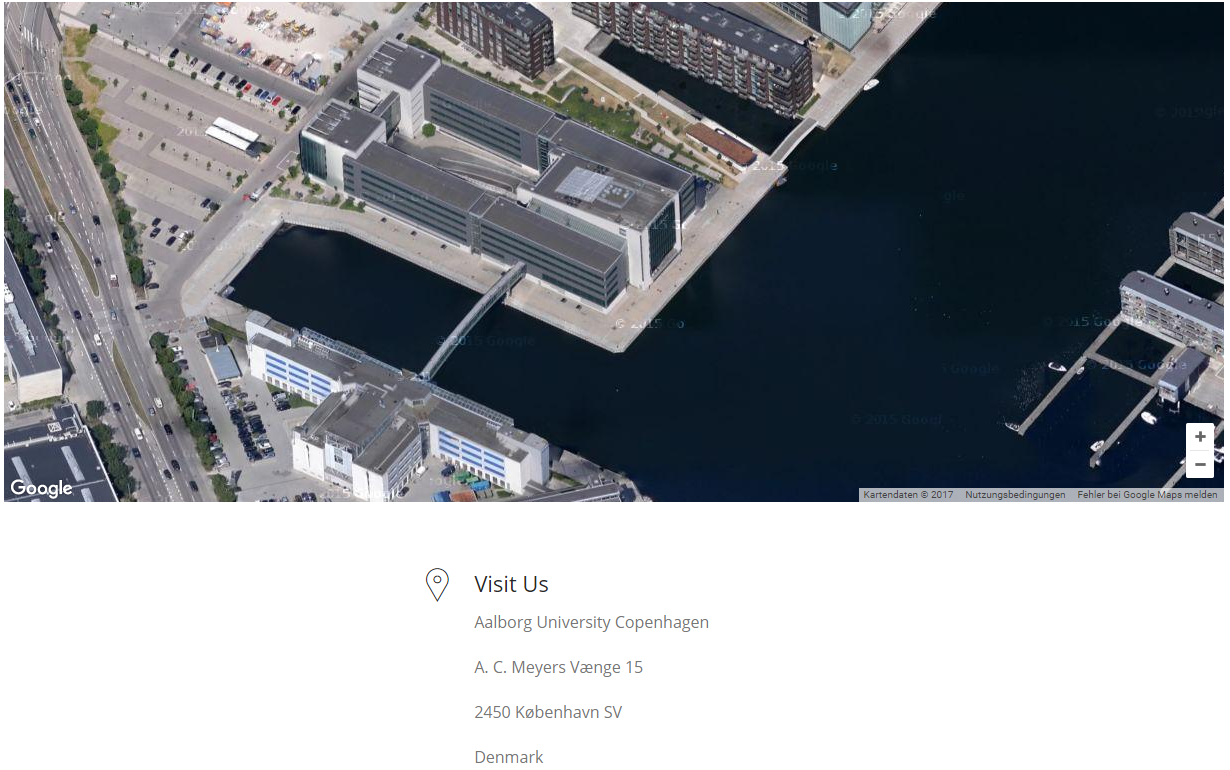 Google
Kartendaten © 2017 Nutzungsbedingungen Fehler bei Google Maps melden
Visit Us
Aalborg University Copenhagen
A. C. Meyers Vænge 15
2450 København SV
Denmark